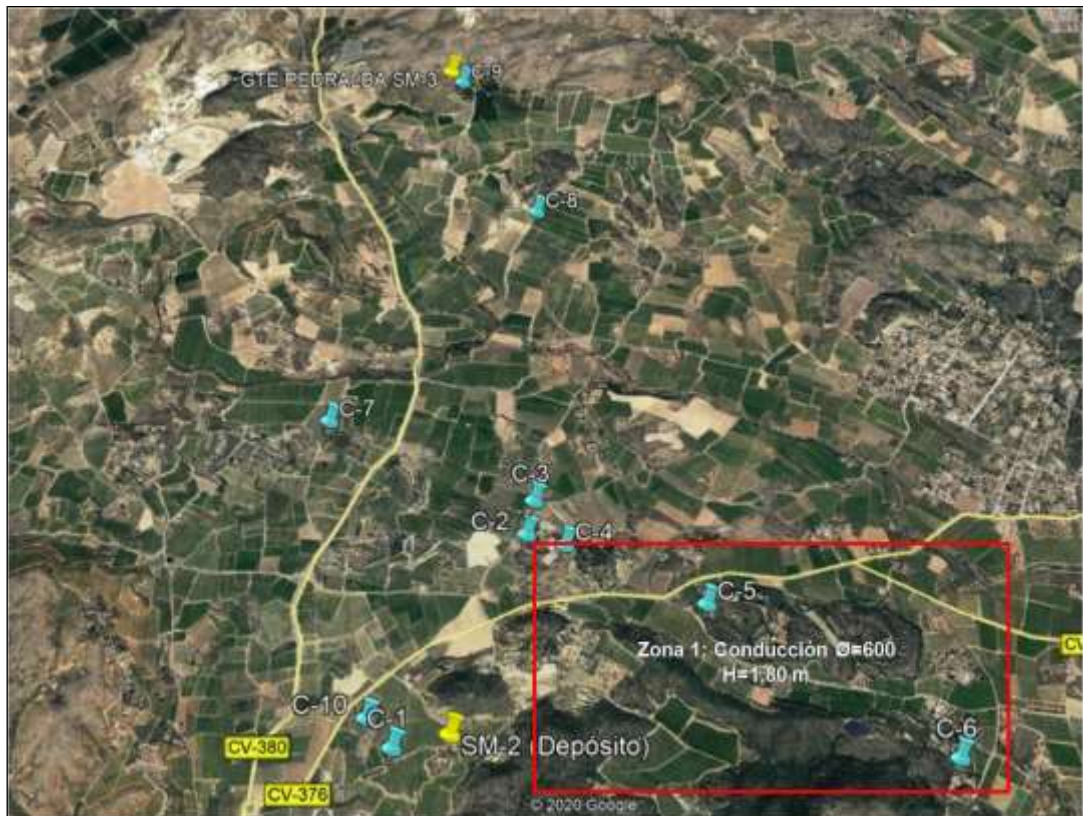 GTE PEDRALBA SM-3
C-9
C-8
C-7
C-3
C-2
C-4
C-5
Zona 1: Conducción Ø=600
H=1,80 m
C-10
C-1
SM-2 (Depósito)
C-6
CV-380
CV-376
CV
© 2020 Google